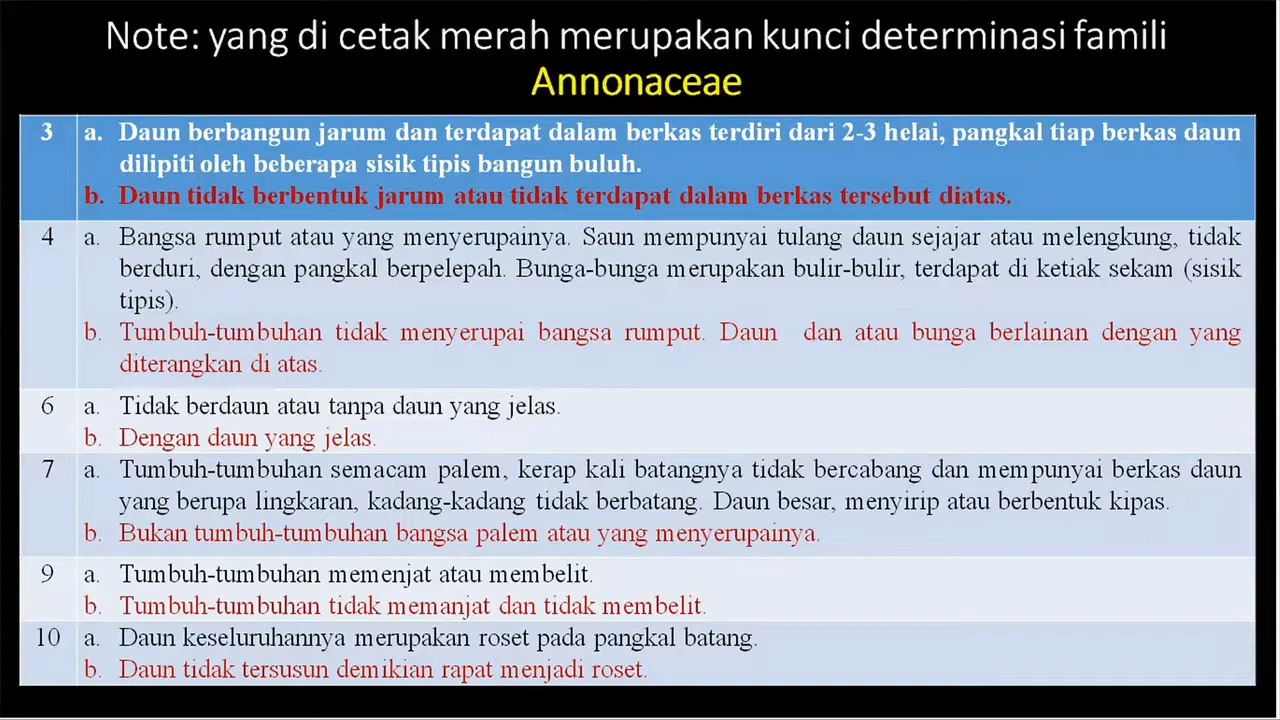 Note: yang di cetak merah merupakan kunci determinasi famili
Annonaceae
3 a. Daun berbangun jarum dan terdapat dalam berkas terdiri dari 2-3 helai, pangkal tiap berkas daun
dilipiti oleh beberapa sisik tipis bangun buluh.
b. Daun tidak berbentuk jarum atau tidak terdapat dalam berkas tersebut diatas.
4 a. Bangsa rumput atau yang menyerupainya. Saun mempunyai tulang daun sejajar atau melengkung, tidak
berduri, dengan pangkal berpelepah. Bunga-bunga merupakan bulir-bulir, terdapat di ketiak sekam (sisik
tipis).
b. Tumbuh-tumbuhan tidak menyerupai bangsa rumput. Daun dan atau bunga berlainan dengan yang
diterangkan di atas.
6 a. Tidak berdaun atau tanpa daun yang jelas.
b. Dengan daun yang jelas.
7 a. Tumbuh-tumbuhan semacam palem, kerap kali batangnya tidak bercabang dan mempunyai berkas daun
yang berupa lingkaran, kadang-kadang tidak berbatang. Daun besar, menyirip atau berbentuk kipas.
b. Bukan tumbuh-tumbuhan bangsa palem atau yang menyerupainya.
9 a. Tumbuh-tumbuhan memenjat atau membelit.
b. Tumbuh-tumbuhan tidak memanjat dan tidak membelit.
10 a. Daun keseluruhannya merupakan roset pada pangkal batang.
b. Daun tidak tersusun demikian rapat menjadi roset.